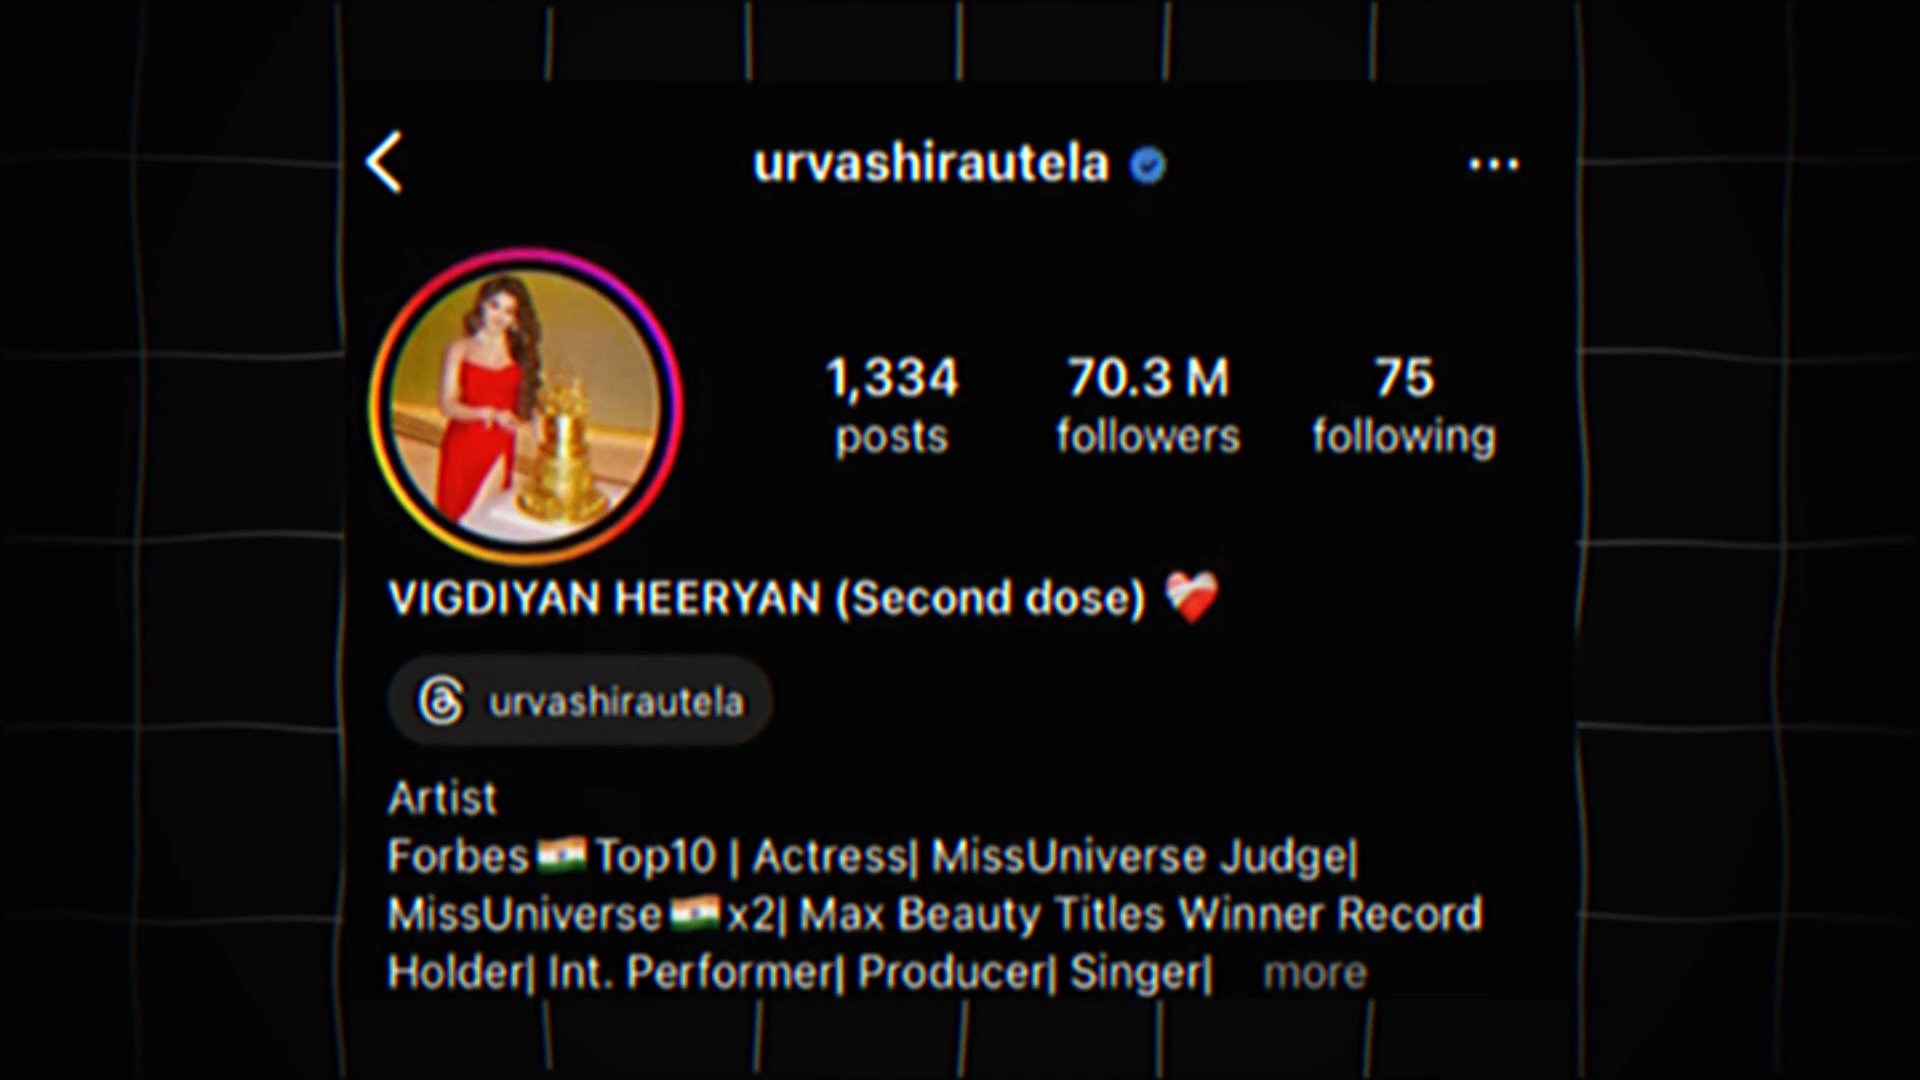 urvashirautela
1,334 70.3 M 75
posts followers following
VIGDIYAN HEERYAN (Second dose) ❤️‍🩹
urvashirautela
Artist
Forbes🇮🇳Top10 | Actress| MissUniverse Judge|
MissUniverse🇮🇳x2| Max Beauty Titles Winner Record
Holder| Int. Performer| Producer| Singer| more